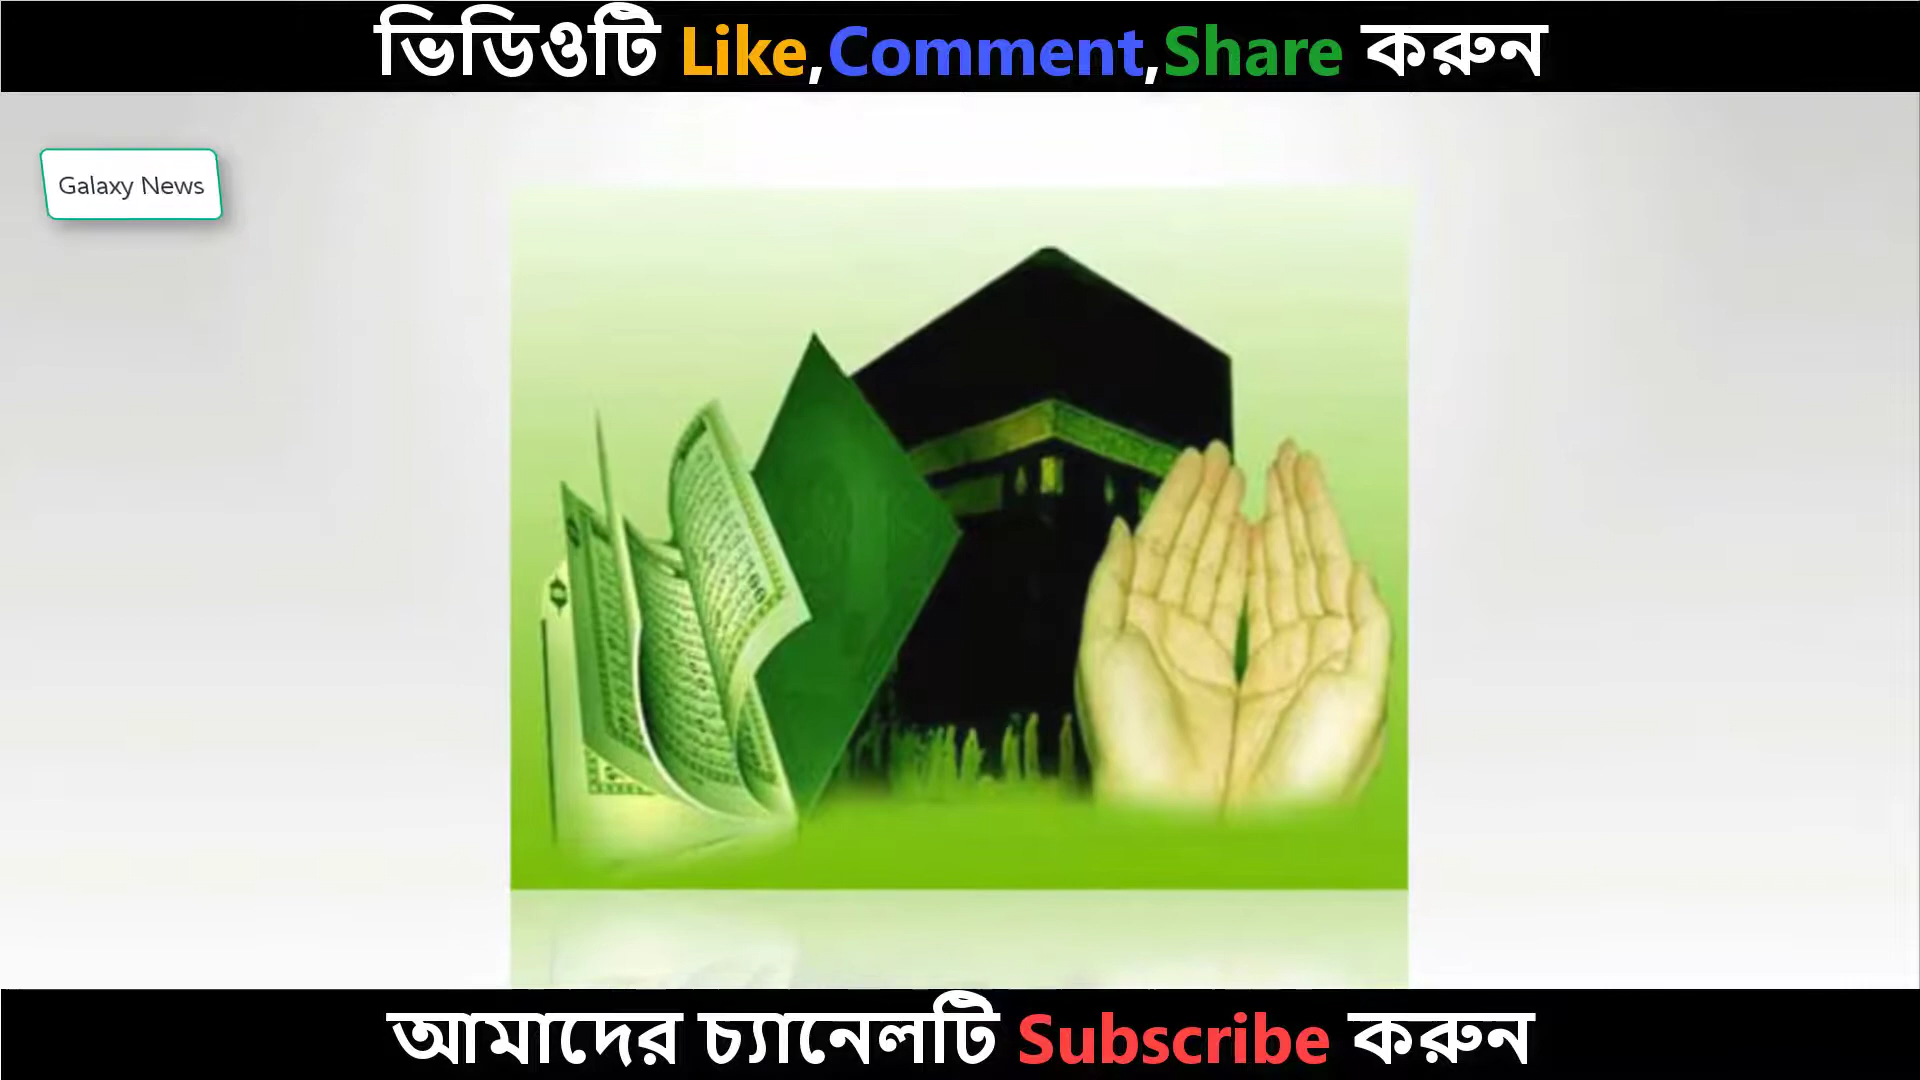 ভিডিওটি Like,Comment,Share করুন
Galaxy News
আমাদের চ্যানেলটি Subscribe করুন